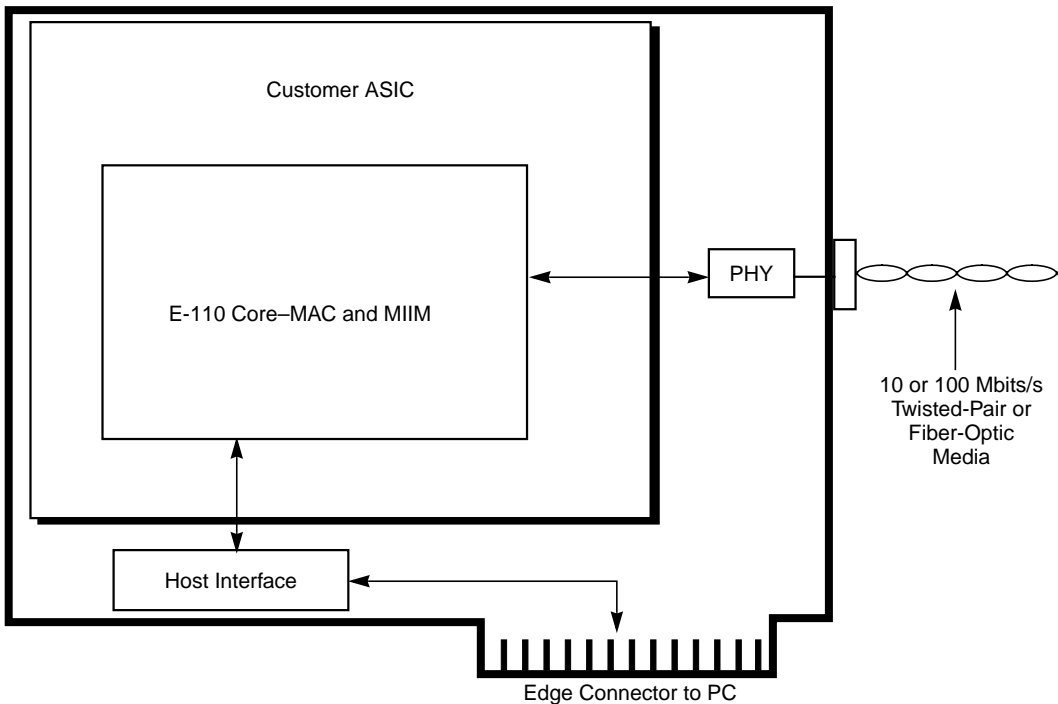 Customer ASIC
E-110 Core–MAC and MIIM
PHY
10 or 100 Mbits/s
Twisted-Pair or
Fiber-Optic
Media
Host Interface
Edge Connector to PC